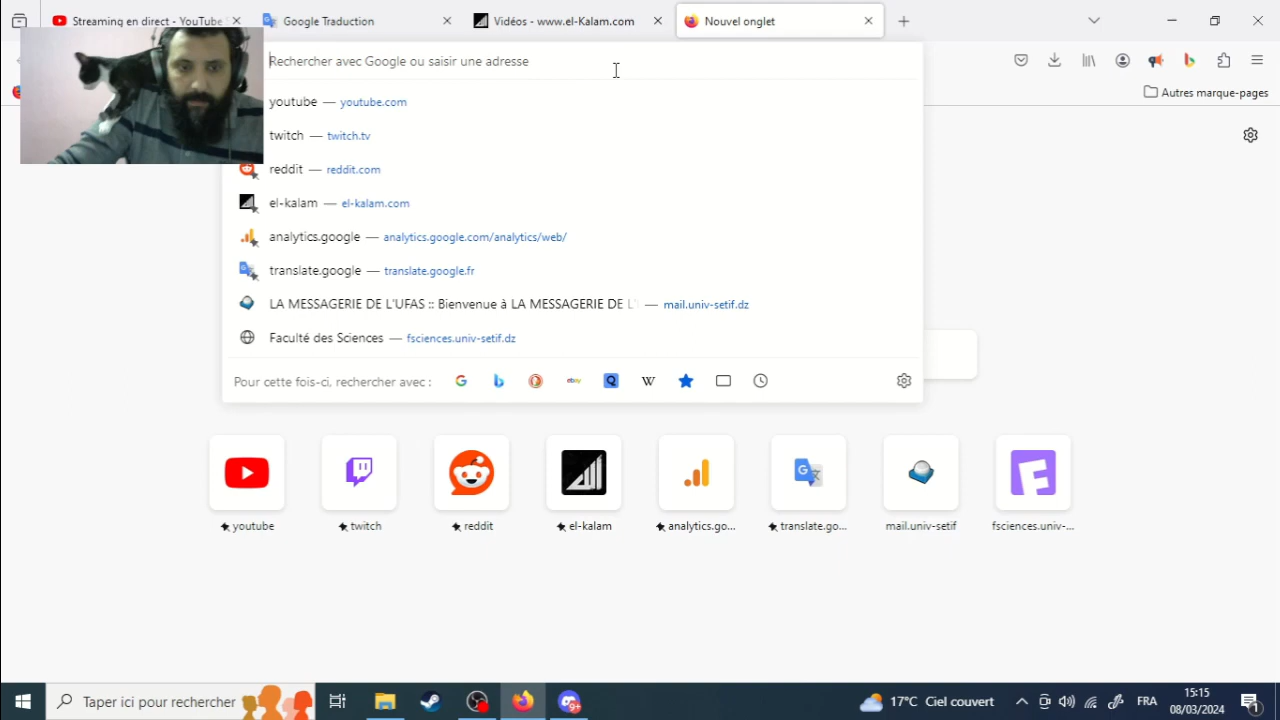 Streaming en direct - YouTube S
Google Traduction
Vidéos - www.el-Kalam.com
Nouvel onglet
Rechercher avec Google ou saisir une adresse
Autres marque-pages
youtube — youtube.com
twitch — twitch.tv
reddit — reddit.com
el-kalam — el-kalam.com
analytics.google — analytics.google.com/analytics/web/
translate.google — translate.google.fr
LA MESSAGERIE DE L'UFAS :: Bienvenue à LA MESSAGERIE DE L' — mail.univ-setif.dz
Faculté des Sciences — fsciences.univ-setif.dz
Pour cette fois-ci, rechercher avec :
ebay
W
youtube
twitch
reddit
el-kalam
analytics.go...
translate.go...
mail.univ-setif
fsciences.univ-...
Taper ici pour rechercher
9+
17°C Ciel couvert
FRA
15:15
08/03/2024
1